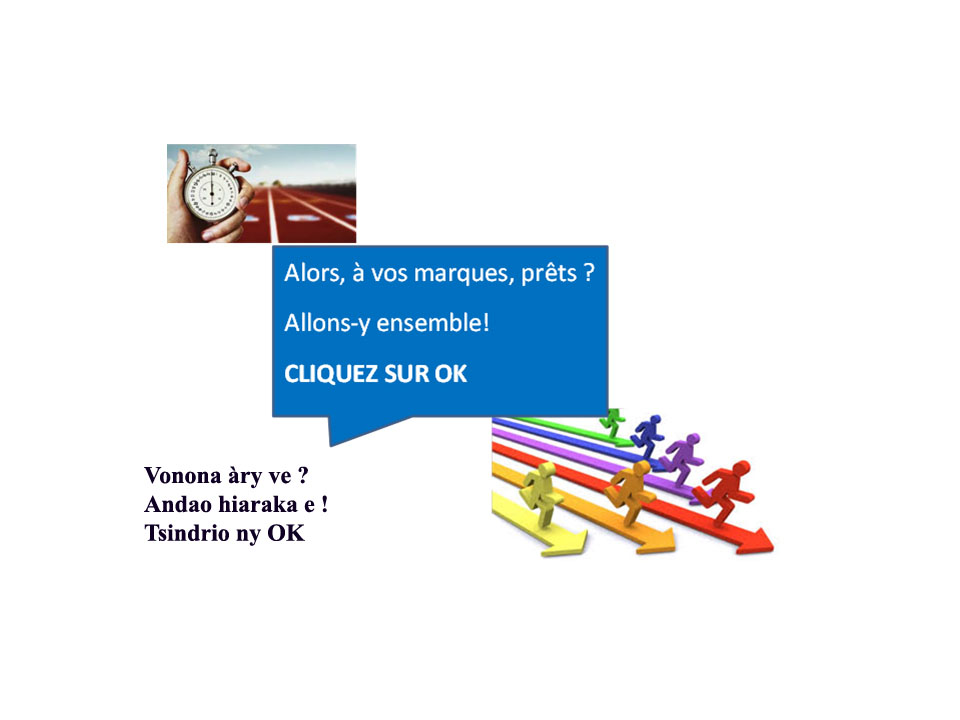 Alors, à vos marques, prêts ?
Allons-y ensemble!
CLIQUEZ SUR OK
Vonona àry ve ?
Andao hiaraka e !
Tsindrio ny OK